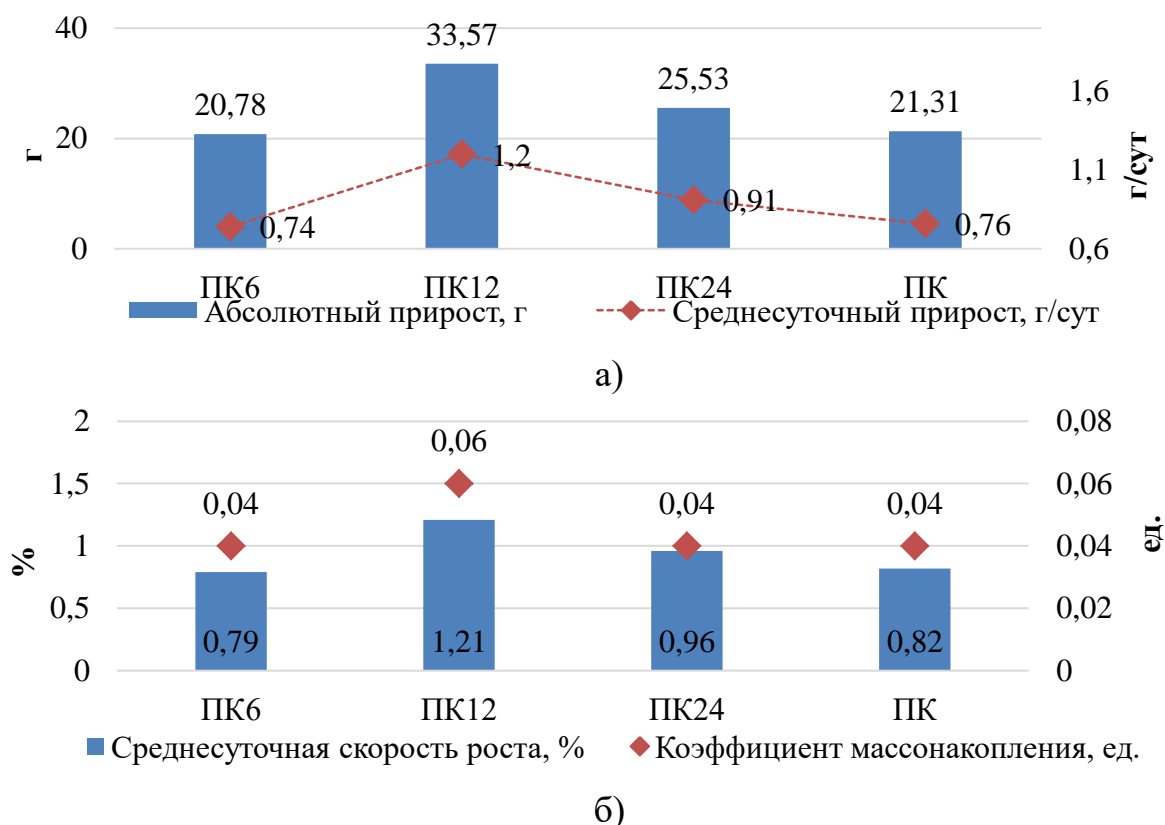 40
33,57
1,6
20,78
25,53
21,31
20
1,2
1,1
г
г/сут
0,74
0,91
0,76
0
0,6
ПК6 ПК12 ПК24 ПК
Абсолютный прирост, г Среднесуточный прирост, г/сут
а)
2 0,08
0,06
1,5 0,06
0,04 0,04 0,04
% 1 0,04 ед.
0,5 0,02
0,79 1,21 0,96 0,82
0 0
ПК6 ПК12 ПК24 ПК
Среднесуточная скорость роста, % Коэффициент массонакопления, ед.
б)